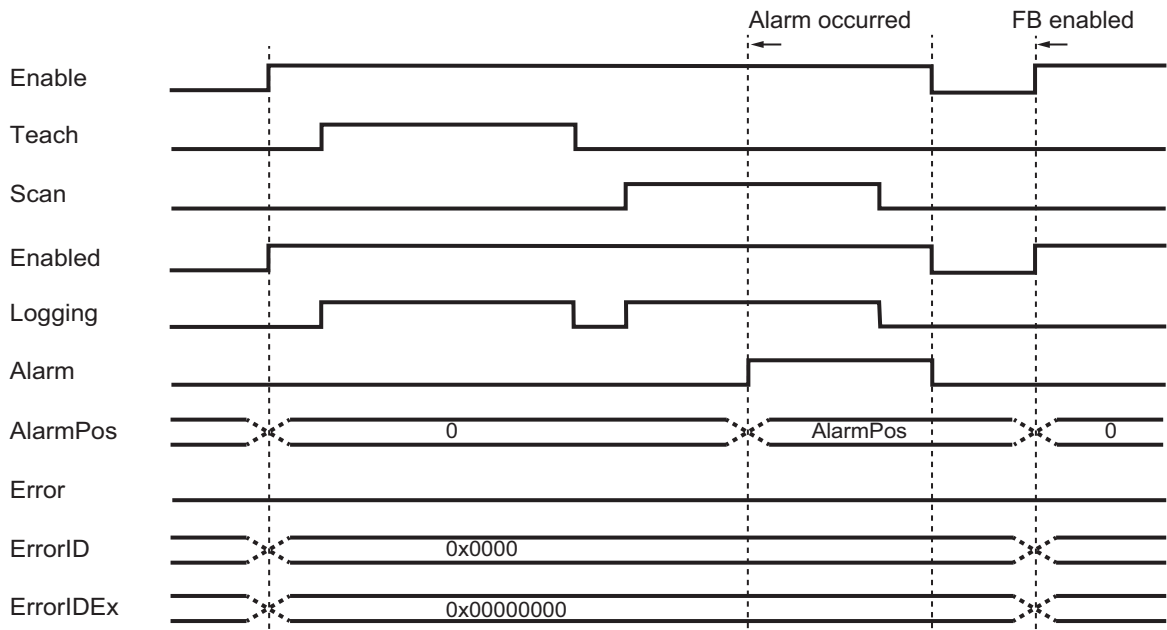 Alarm occurred FB enabled
Enable
Teach
Scan
Enabled
Logging
Alarm
AlarmPos 0 AlarmPos 0
Error
ErrorID 0x0000
ErrorIDEx 0x00000000